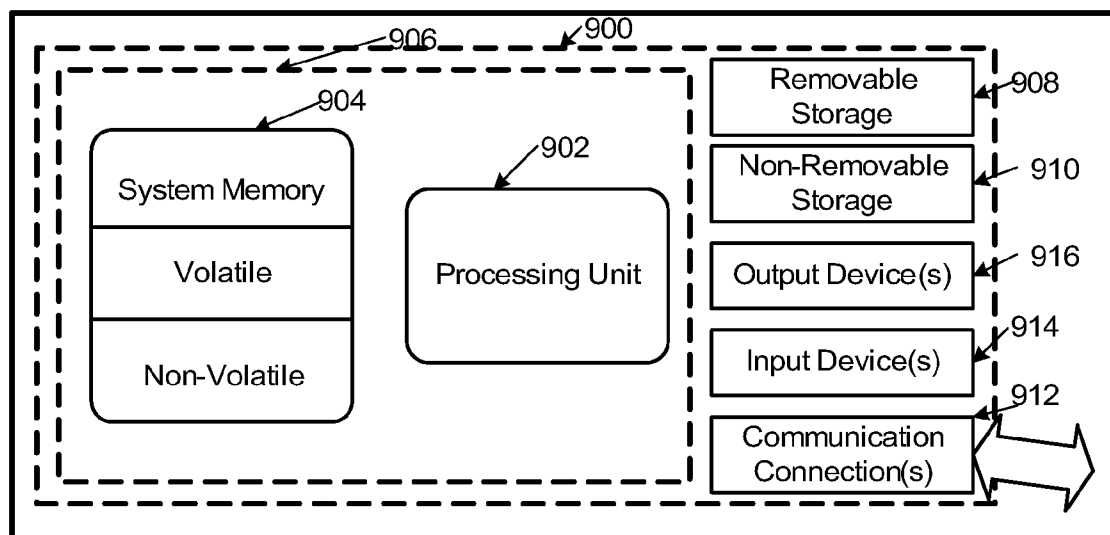 900
906
Removable
Storage
908
904
System Memory
Volatile
Non-Volatile
902
Processing Unit
Non-Removable
Storage
910
Output Device(s)
916
Input Device(s)
914
912
Communication
Connection(s)